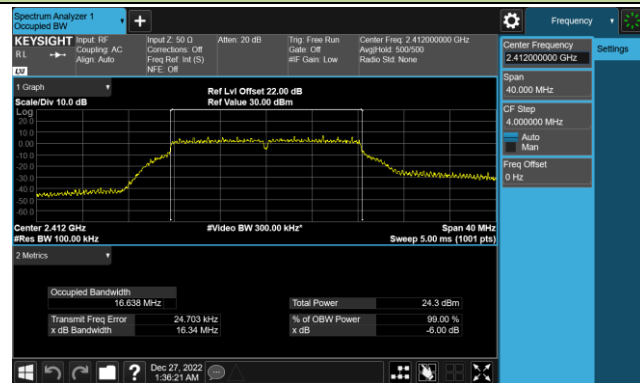 Spectrum Analyzer 1
Occupied BW
Frequency
KEYSIGHT
Input: RF
Coupling: AC
Align: Auto
Input Z: 50 Ω
Corrections: Off
Freq Ref: Int (S)
NFE: Off
Atten: 20 dB
Trig: Free Run
Gate: Off
#IF Gain: Low
Center Freq: 2.412000000 GHz
Avg|Hold: 500/500
Radio Std: None
RL
LXI
Center Frequency
2.412000000 GHz
Settings
Span
40.000 MHz
CF Step
4.000000 MHz
Auto
Man
Freq Offset
0 Hz
1 Graph
Scale/Div 10.0 dB
Ref Lvl Offset 22.00 dB
Ref Value 30.00 dBm
Log
20.0
10.0
0.00
-10.0
-20.0
-30.0
-40.0
-50.0
-60.0
Center 2.412 GHz
#Res BW 100.00 kHz
#Video BW 300.00 kHz*
Span 40 MHz
Sweep 5.00 ms (1001 pts)
2 Metrics
Occupied Bandwidth
16.638 MHz
Total Power 24.3 dBm
Transmit Freq Error 24.703 kHz
% of OBW Power 99.00 %
x dB Bandwidth 16.34 MHz
x dB -6.00 dB
Dec 27, 2022
1:36:21 AM